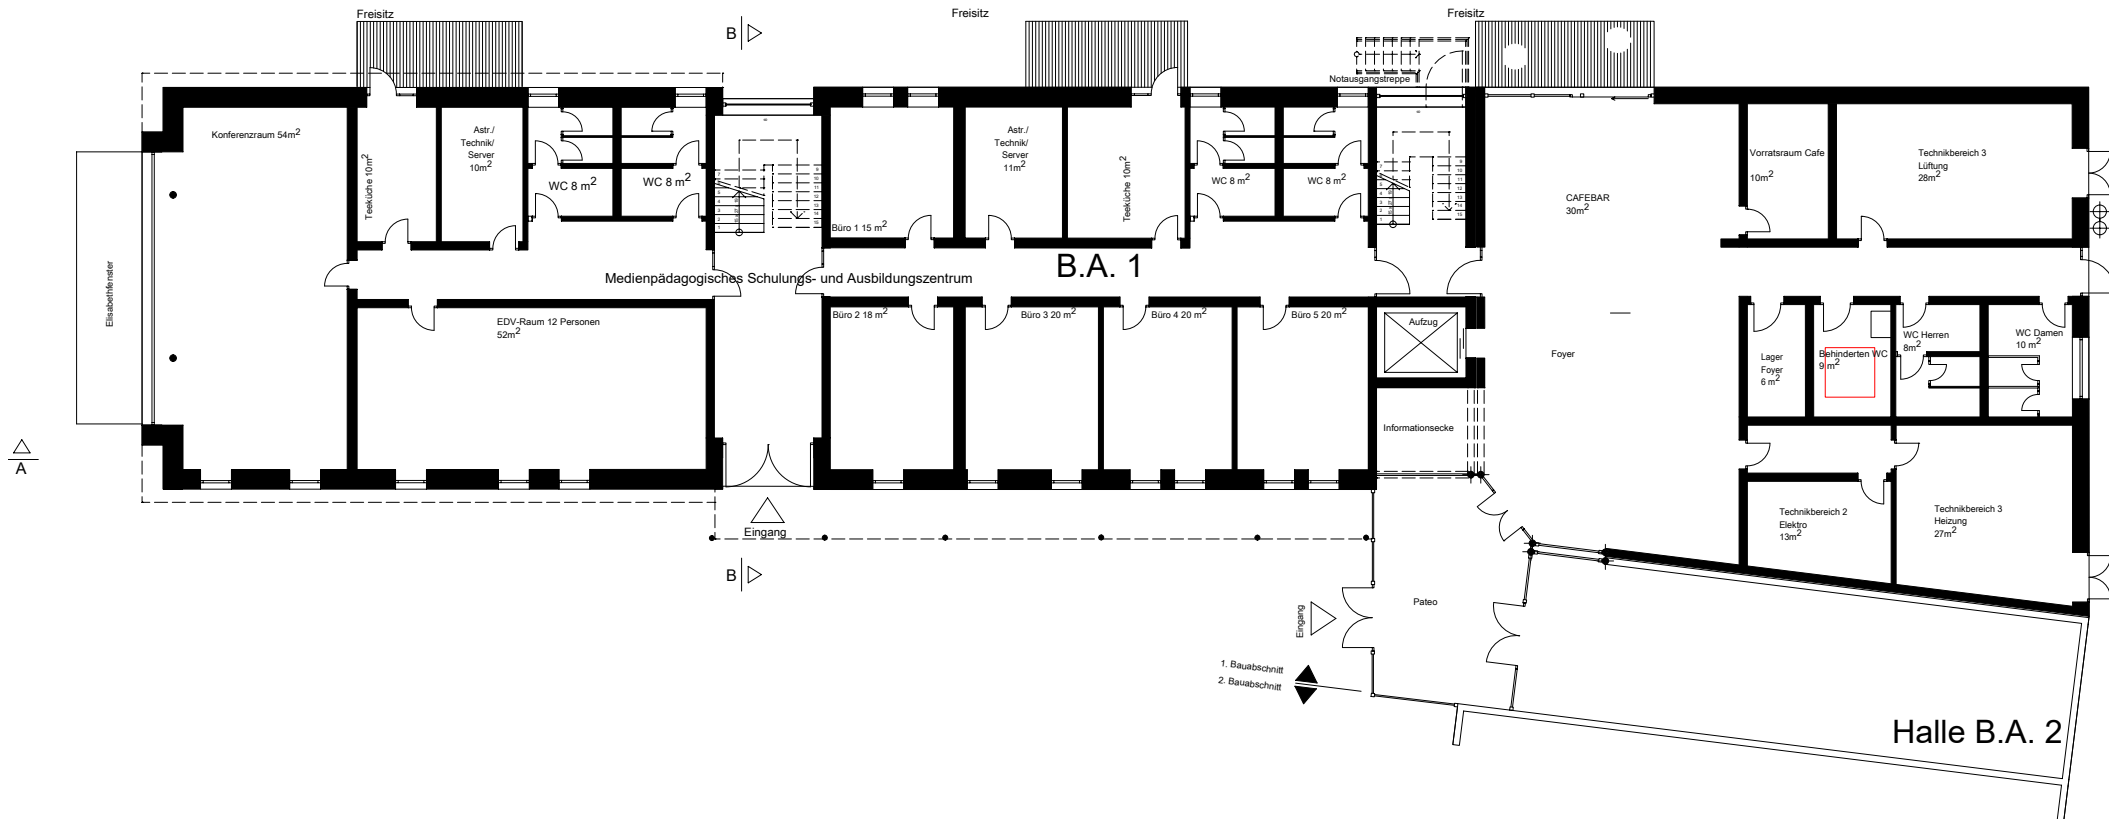 Freisitz
Freisitz
Freisitz
B
Notausgangstreppe
Konferenzraum 54m²
Teeküche 10m²
Astr./
Technik/
Server
10m²
WC 8 m²
WC 8 m²
Büro 1 15 m²
Astr./
Technik/
Server
11m²
Teeküche 10m²
WC 8 m²
WC 8 m²
CAFEBAR
30m²
Vorratsraum Cafe
10m²
Technikbereich 3
Lüftung
28m²
Elisabethfenster
Medienpädagogisches Schulungs- und Ausbildungszentrum
B.A. 1
EDV-Raum 12 Personen
52m²
Büro 2 18 m²
Büro 3 20 m²
Büro 4 20 m²
Büro 5 20 m²
Aufzug
Foyer
Lager
Foyer
6 m²
Behinderten WC
9 m²
WC Herren
8m²
WC Damen
10 m²
Informationsecke
A
Eingang
Technikbereich 2
Elektro
13m²
Technikbereich 3
Heizung
27m²
B
Eingang
Pateo
1. Bauabschnitt
2. Bauabschnitt
Halle B.A. 2